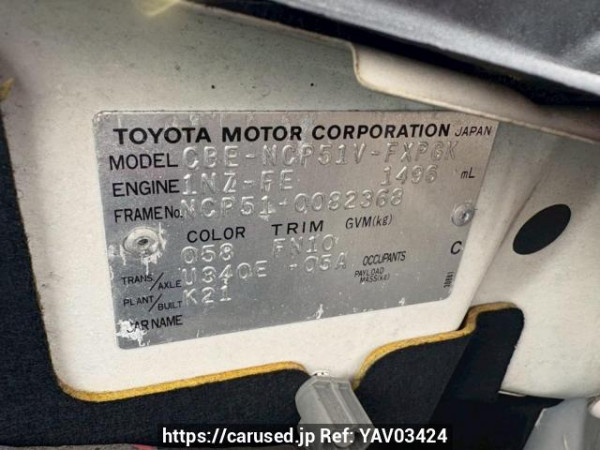 TOYOTA MOTOR CORPORATION JAPAN
MODEL CBE-NCP51V-FXPGK
ENGINE 1NZ-FE 1496 mL
FRAME No. NCP51-0082368
COLOR TRIM GVM(kg)
058 FN10
TRANS/AXLE U340E -05A OCCUPANTS C
PLANT/BUILT K21 PAYLOAD MASS(kg)
CAR NAME
https://carused.jp Ref: YAV03424